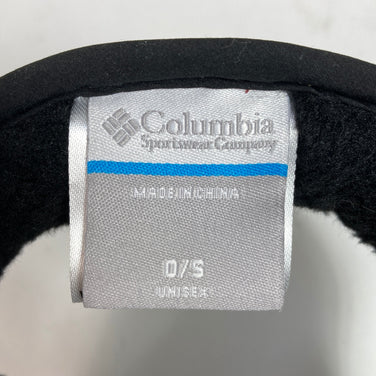 Columbia
Sportswear Company
MADE IN CHINA
O/S
UNISEX